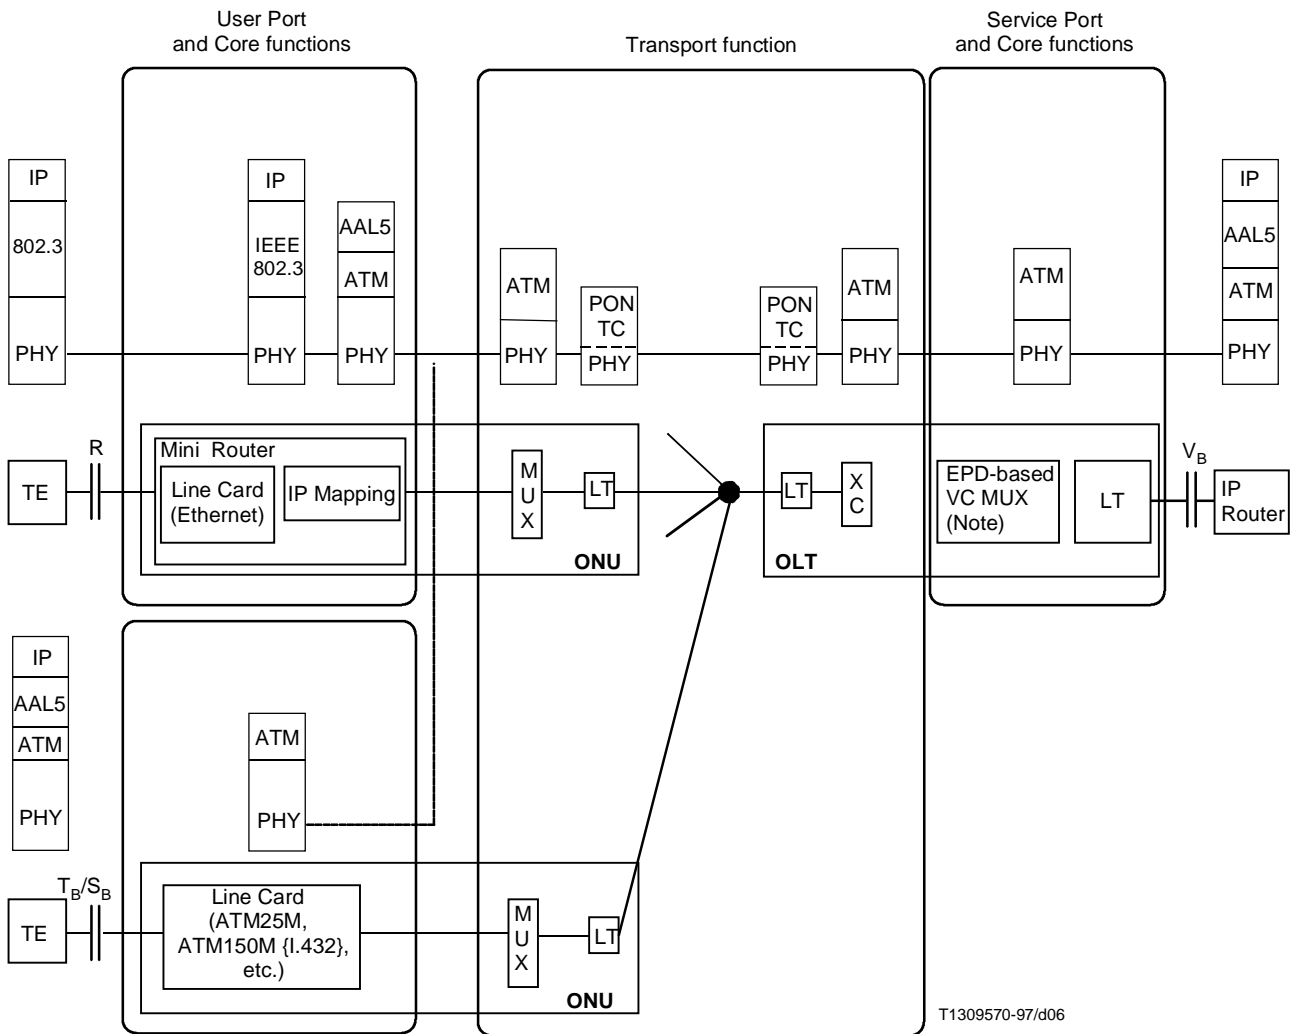 User Port
and Core functions
Transport function
Service Port
and Core functions
IP
802.3
PHY
IP
IEEE
802.3
PHY
AAL5
ATM
PHY
ATM
PHY
PON
TC
PHY
PON
TC
PHY
ATM
PHY
ATM
PHY
IP
AAL5
ATM
PHY
TE
R
Mini Router
Line Card
(Ethernet)
IP Mapping
M
U
X
LT
ONU
LT
X
C
OLT
EPD-based
VC MUX
(Note)
LT
VB
IP
Router
IP
AAL5
ATM
PHY
ATM
PHY
TE
TB/SB
Line Card
(ATM25M,
ATM150M {I.432},
etc.)
M
U
X
LT
ONU
T1309570-97/d06